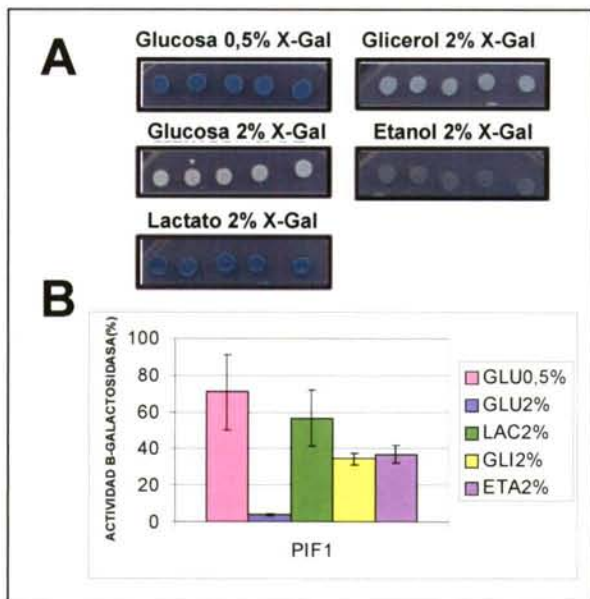 A
Glucosa 0,5% X-Gal
Glicerol 2% X-Gal
Glucosa 2% X-Gal
Etanol 2% X-Gal
Lactato 2% X-Gal
B
ACTIVIDAD B-GALACTOSIDASA(%)
100
80
60
40
20
0
PIF1
GLU0,5%
GLU2%
LAC2%
GLI2%
ETA2%